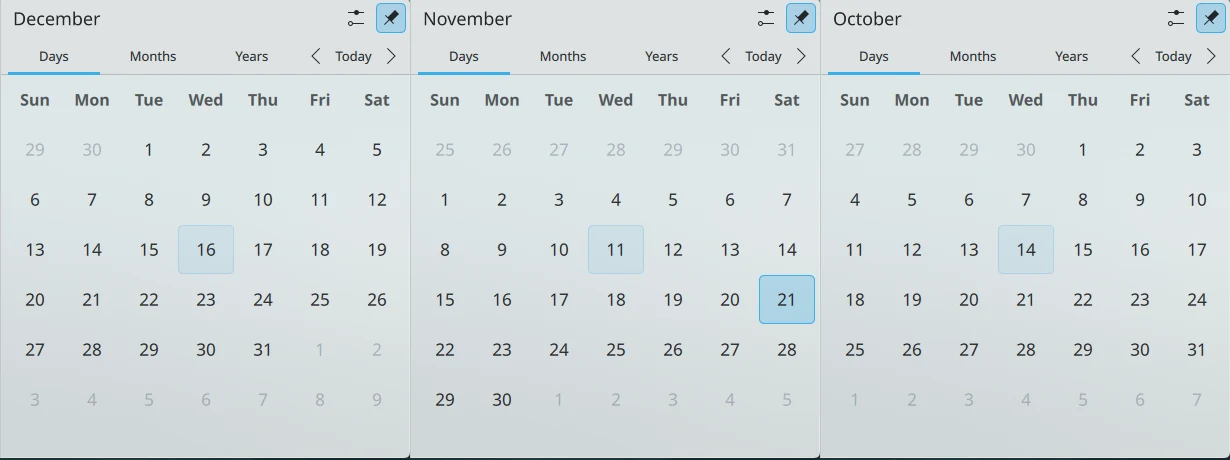 December
Days Months Years Today
Sun Mon Tue Wed Thu Fri Sat
29 30 1 2 3 4 5
6 7 8 9 10 11 12
13 14 15 16 17 18 19
20 21 22 23 24 25 26
27 28 29 30 31 1 2
3 4 5 6 7 8 9
November
Days Months Years Today
Sun Mon Tue Wed Thu Fri Sat
25 26 27 28 29 30 31
1 2 3 4 5 6 7
8 9 10 11 12 13 14
15 16 17 18 19 20 21
22 23 24 25 26 27 28
29 30 1 2 3 4 5
October
Days Months Years Today
Sun Mon Tue Wed Thu Fri Sat
27 28 29 30 1 2 3
4 5 6 7 8 9 10
11 12 13 14 15 16 17
18 19 20 21 22 23 24
25 26 27 28 29 30 31
1 2 3 4 5 6 7